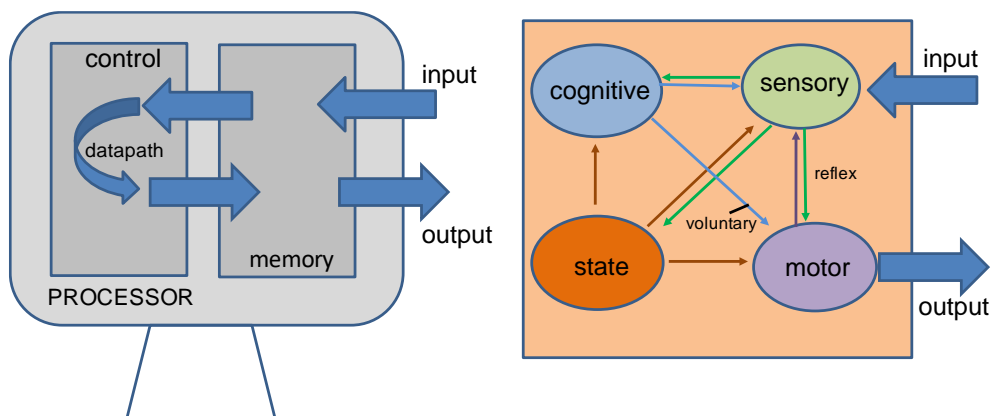 control
input
datapath
output
memory
PROCESSOR
cognitive
sensory
input
reflex
voluntary
state
motor
output